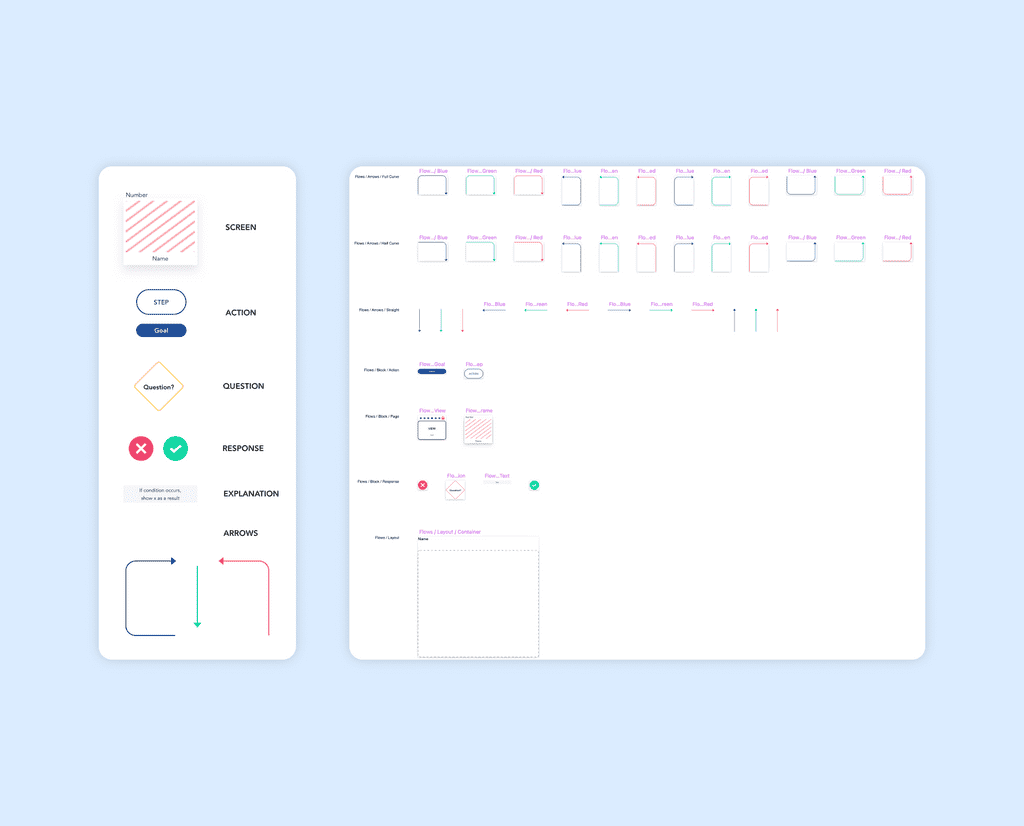 Number
Name
SCREEN
STEP
Goal
ACTION
Question?
QUESTION
RESPONSE
If condition occurs,
show x as a result
EXPLANATION
ARROWS
Flows / Arrows / Full Curve
Flow.../ Blue
Flow...Green
Flow.../ Red
Flo...lue
Flo...en
Flo...ed
Flo...lue
Flo...en
Flo...ed
Flow.../ Blue
Flow...Green
Flow.../ Red
Flows / Arrows / Half Curve
Flow.../ Blue
Flow...Green
Flow.../ Red
Flo...lue
Flo...en
Flo...ed
Flo...lue
Flo...en
Flo...ed
Flow.../ Blue
Flow...Green
Flow.../ Red
Flows / Arrows / Straight
Flo...Blue
Flo...reen
Flo...Red
Flo...Blue
Flo...reen
Flo...Red
Flows / Block / Action
Flow...Goal
Flows / Block / Page
Flow...View
Flow...rame
VIEW
Name
Flows / Block / Response
Flow...Text
Question?
Flows / Layout
Flows / Layout / Container
Name